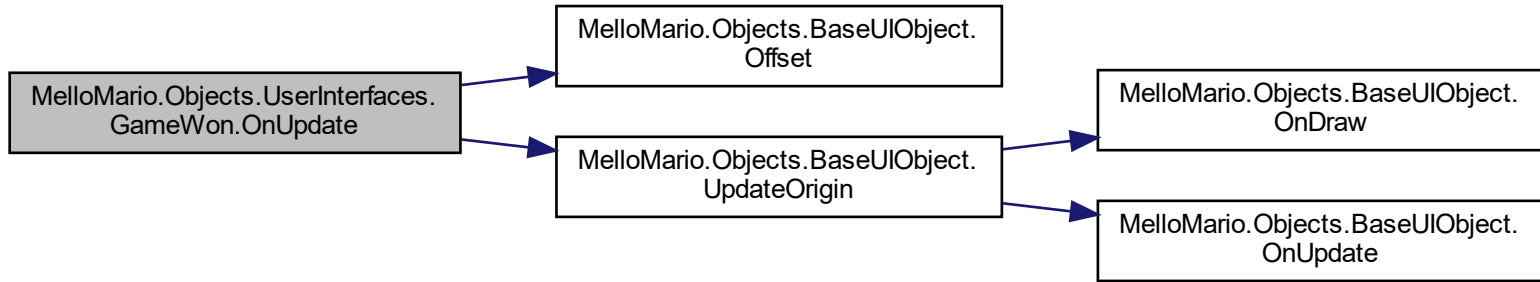 MelloMario.Objects.UserInterfaces.
GameWon.OnUpdate
MelloMario.Objects.BaseUIObject.
Offset
MelloMario.Objects.BaseUIObject.
UpdateOrigin
MelloMario.Objects.BaseUIObject.
OnDraw
MelloMario.Objects.BaseUIObject.
OnUpdate